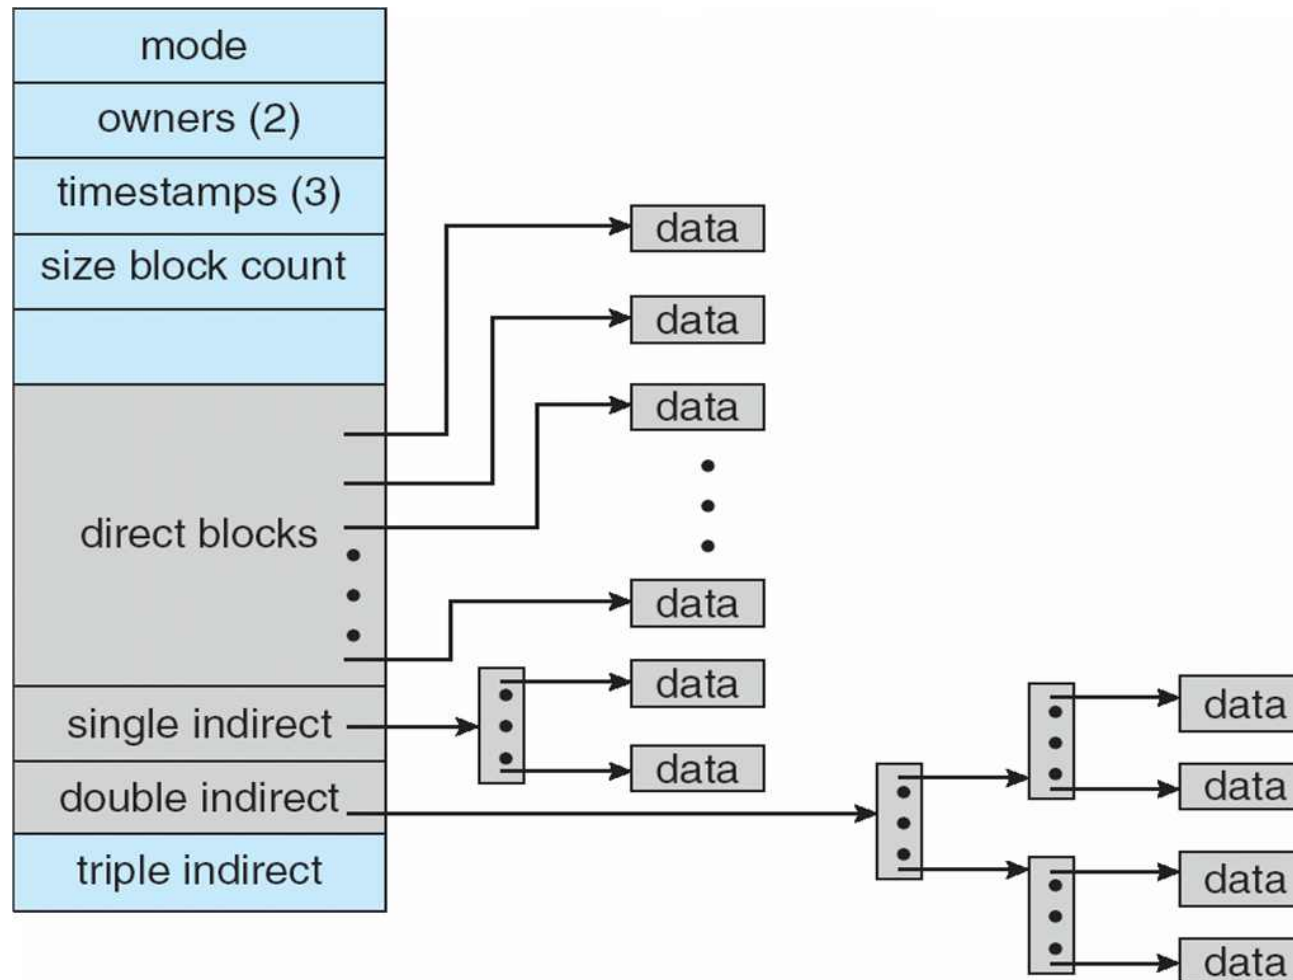 mode
owners (2)
timestamps (3)
size block count
direct blocks
single indirect
double indirect
triple indirect
data
data
data
data
data
data
data
data
data
data